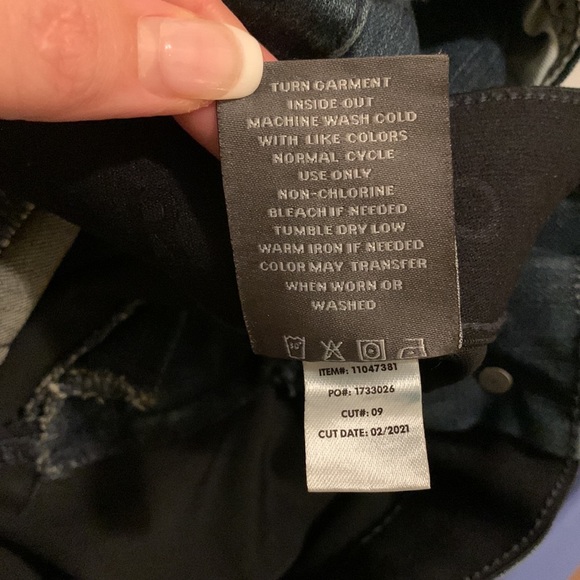 TURN GARMENT
INSIDE OUT
MACHINE WASH COLD
WITH LIKE COLORS
NORMAL CYCLE
USE ONLY
NON-CHLORINE
BLEACH IF NEEDED
TUMBLE DRY LOW
WARM IRON IF NEEDED
COLOR MAY TRANSFER
WHEN WORN OR
WASHED
ITEM#: 11047381
PO#: 1733026
CUT#: 09
CUT DATE: 02/2021